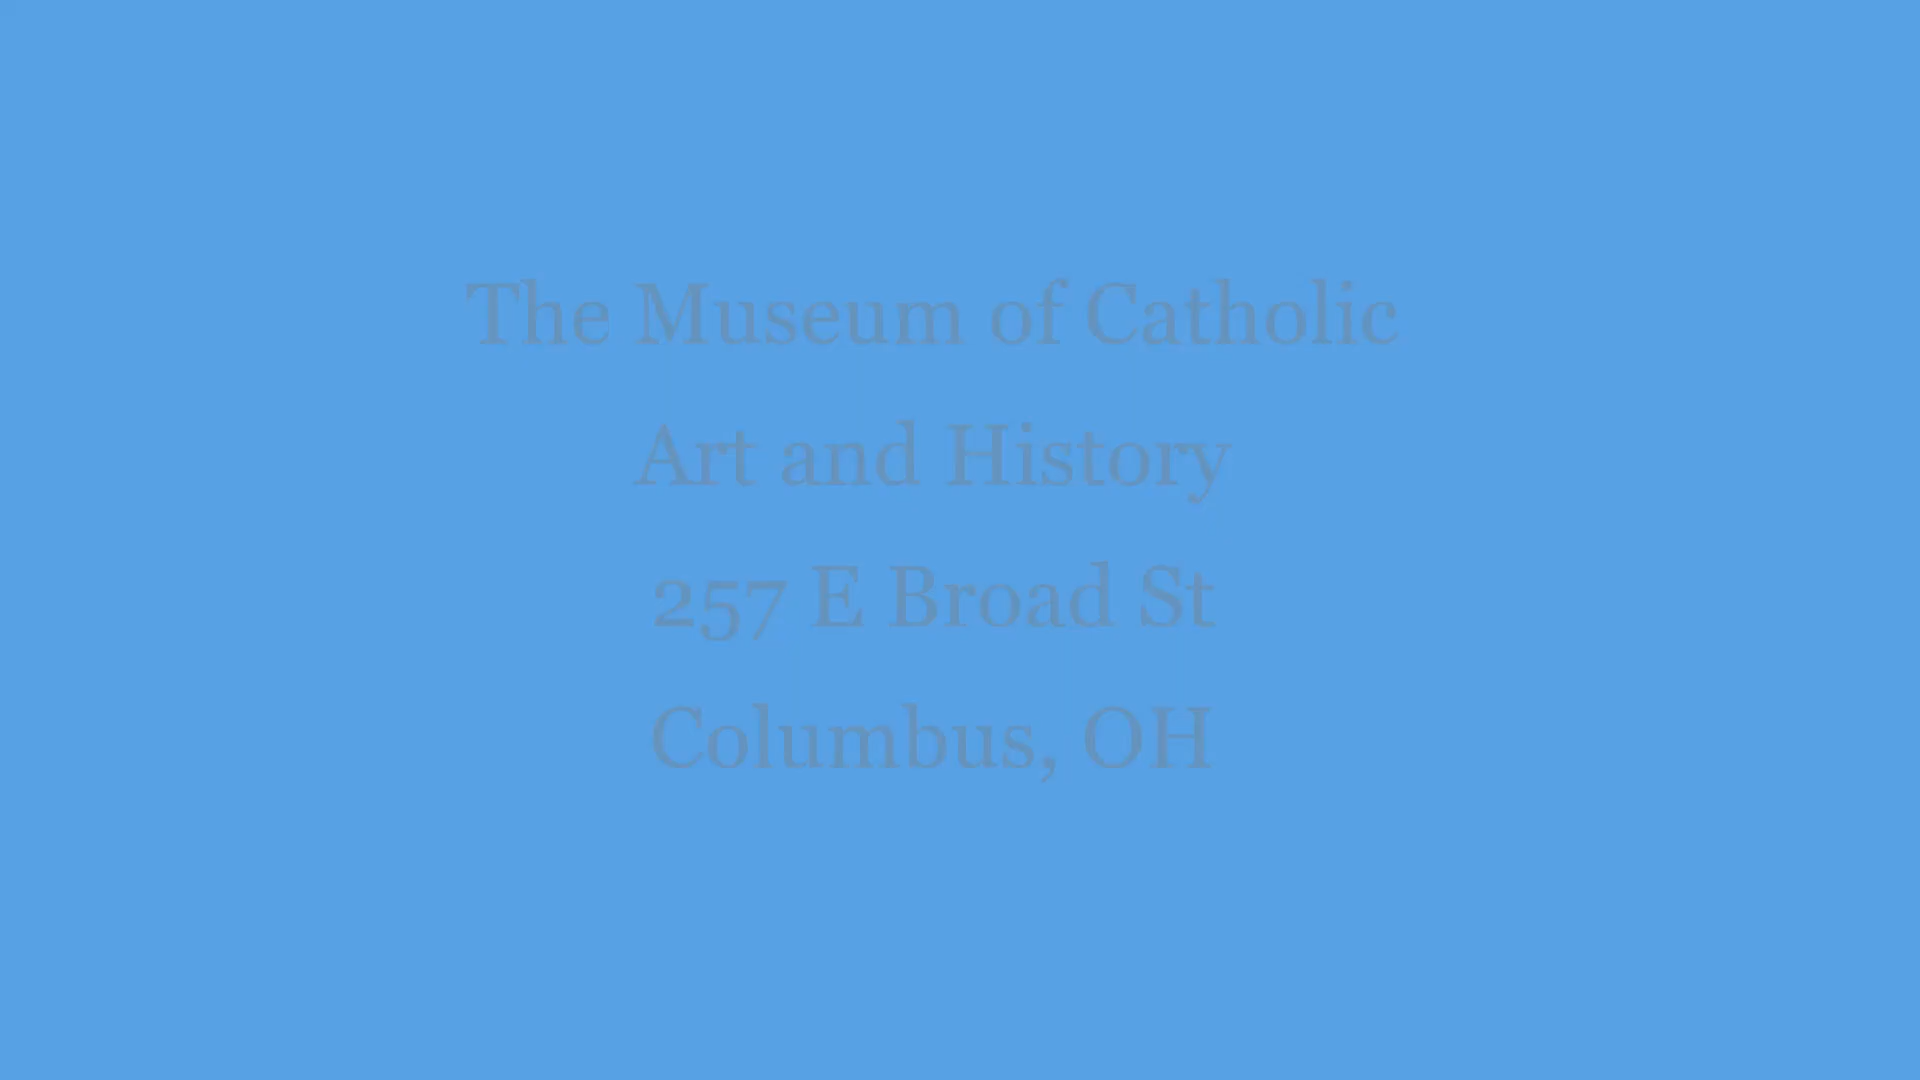 The Museum of Catholic
Art and History
257 E Broad St
Columbus, OH